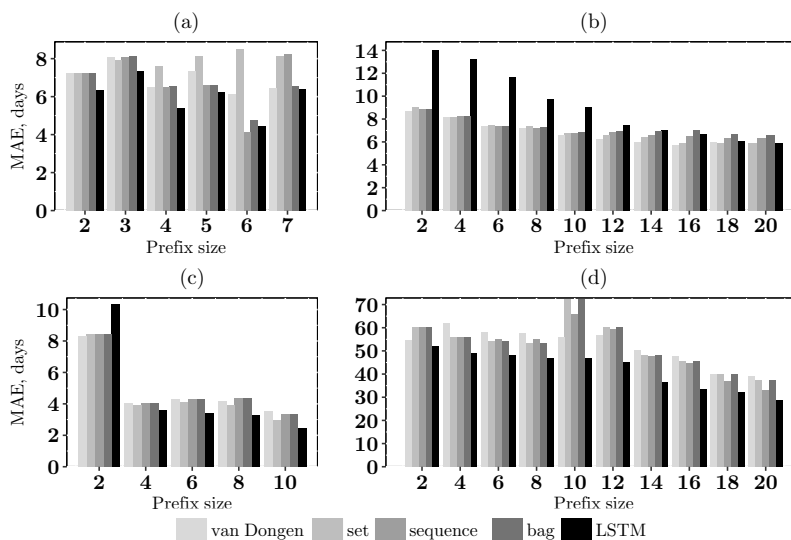 (a)
MAE, days
8
6
4
2
0
2 3 4 5 6 7
Prefix size
(b)
14
12
10
8
6
4
2
0
2 4 6 8 10 12 14 16 18 20
Prefix size
(c)
MAE, days
10
8
6
4
2
0
2 4 6 8 10
Prefix size
(d)
70
60
50
40
30
20
10
0
2 4 6 8 10 12 14 16 18 20
Prefix size
van Dongen set sequence bag LSTM